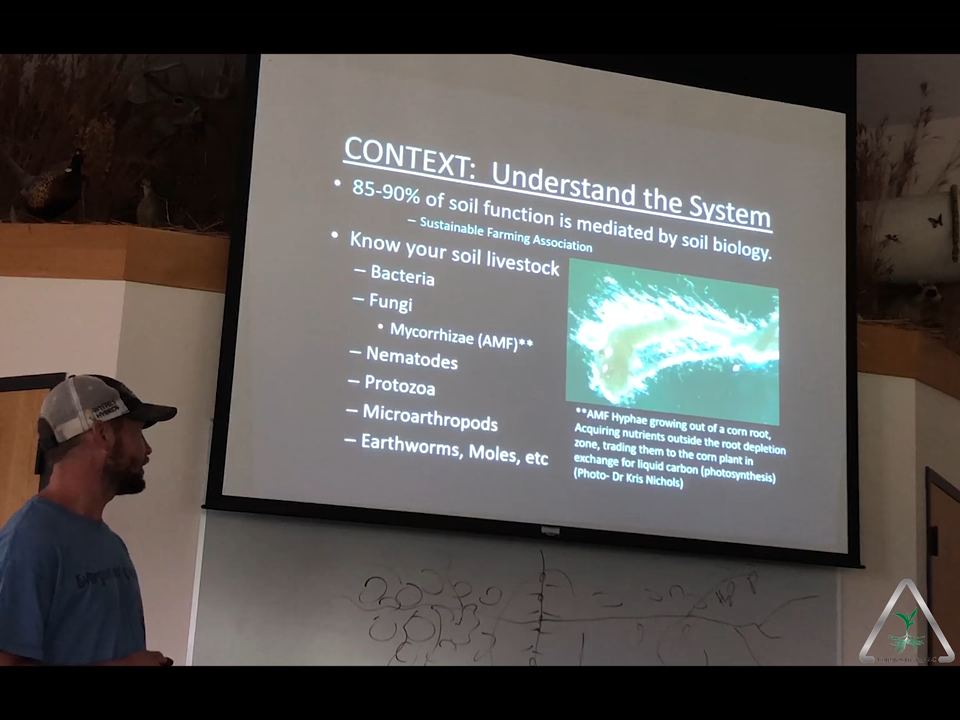 CONTEXT: Understand the System
• 85-90% of soil function is mediated by soil biology.
– Sustainable Farming Association
• Know your soil livestock
– Bacteria
– Fungi
• Mycorrhizae (AMF)**
– Nematodes
– Protozoa
– Microarthropods
– Earthworms, Moles, etc
**AMF Hyphae growing out of a corn root,
Acquiring nutrients outside the root depletion
zone, trading them to the corn plant in
exchange for liquid carbon (photosynthesis)
(Photo- Dr Kris Nichols)